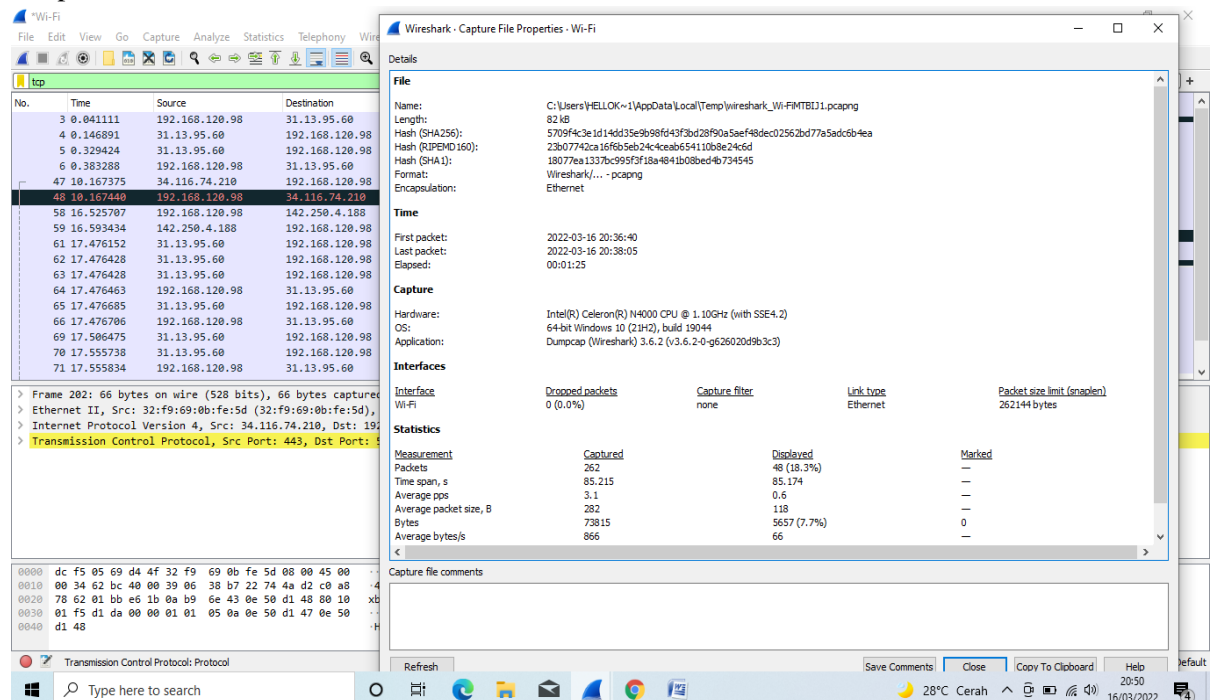 *Wi-Fi
File Edit View Go Capture Analyze Statistics Telephony Wire
tcp
No. Time Source Destination
3 0.041111 192.168.120.98 31.13.95.60
4 0.146891 31.13.95.60 192.168.120.98
5 0.329424 31.13.95.60 192.168.120.98
6 0.383288 192.168.120.98 31.13.95.60
47 10.167375 34.116.74.210 192.168.120.98
48 10.167440 192.168.120.98 34.116.74.210
58 16.525707 192.168.120.98 142.250.4.188
59 16.593434 142.250.4.188 192.168.120.98
61 17.476152 31.13.95.60 192.168.120.98
62 17.476428 31.13.95.60 192.168.120.98
63 17.476428 31.13.95.60 192.168.120.98
64 17.476463 192.168.120.98 31.13.95.60
65 17.476685 31.13.95.60 192.168.120.98
66 17.476706 192.168.120.98 31.13.95.60
69 17.506475 31.13.95.60 192.168.120.98
70 17.555738 31.13.95.60 192.168.120.98
71 17.555834 192.168.120.98 31.13.95.60
> Frame 202: 66 bytes on wire (528 bits), 66 bytes capture
> Ethernet II, Src: 32:f9:69:0b:fe:5d (32:f9:69:0b:fe:5d),
> Internet Protocol Version 4, Src: 34.116.74.210, Dst: 192
> Transmission Control Protocol, Src Port: 443, Dst Port: 5
0000 dc f5 05 69 d4 4f 32 f9 69 0b fe 5d 08 00 45 00
0010 00 34 62 bc 40 00 39 06 38 b7 22 74 4a d2 c0 a8 ·4
0020 78 62 01 bb e6 1b 0a b9 6e 43 0e 50 d1 48 80 10 xb
0030 01 f5 d1 da 00 00 01 01 05 0a 0e 50 d1 47 0e 50
0040 d1 48 ·H
Transmission Control Protocol: Protocol
Default
Wireshark · Capture File Properties · Wi-Fi
Details
File
Name: C:\Users\HELLOK~1\AppData\Local\Temp\wireshark_Wi-FiMTBIJ1.pcapng
Length: 82 kB
Hash (SHA256): 5709f4c3e1d14dd35e9b98fd43f3bd28f90a5aef48dec02562bd77a5adc6b4ea
Hash (RIPEMD160): 23b07742ca16f6b5eb24c4ceab654110b8e24c6d
Hash (SHA1): 18077ea1337bc995f3f18a4841b08bed4b734545
Format: Wireshark/... - pcapng
Encapsulation: Ethernet
Time
First packet: 2022-03-16 20:36:40
Last packet: 2022-03-16 20:38:05
Elapsed: 00:01:25
Capture
Hardware: Intel(R) Celeron(R) N4000 CPU @ 1.10GHz (with SSE4.2)
OS: 64-bit Windows 10 (21H2), build 19044
Application: Dumpcap (Wireshark) 3.6.2 (v3.6.2-0-g626020d9b3c3)
Interfaces
Interface Dropped packets Capture filter Link type Packet size limit (snaplen)
Wi-Fi 0 (0.0%) none Ethernet 262144 bytes
Statistics
Measurement Captured Displayed Marked
Packets 262 48 (18.3%) —
Time span, s 85.215 85.174 —
Average pps 3.1 0.6 —
Average packet size, B 282 118 —
Bytes 73815 5657 (7.7%) 0
Average bytes/s 866 66 —
Capture file comments
Refresh Save Comments Close Copy To Clipboard Help
Type here to search
28°C Cerah
20:50
16/03/2022
4